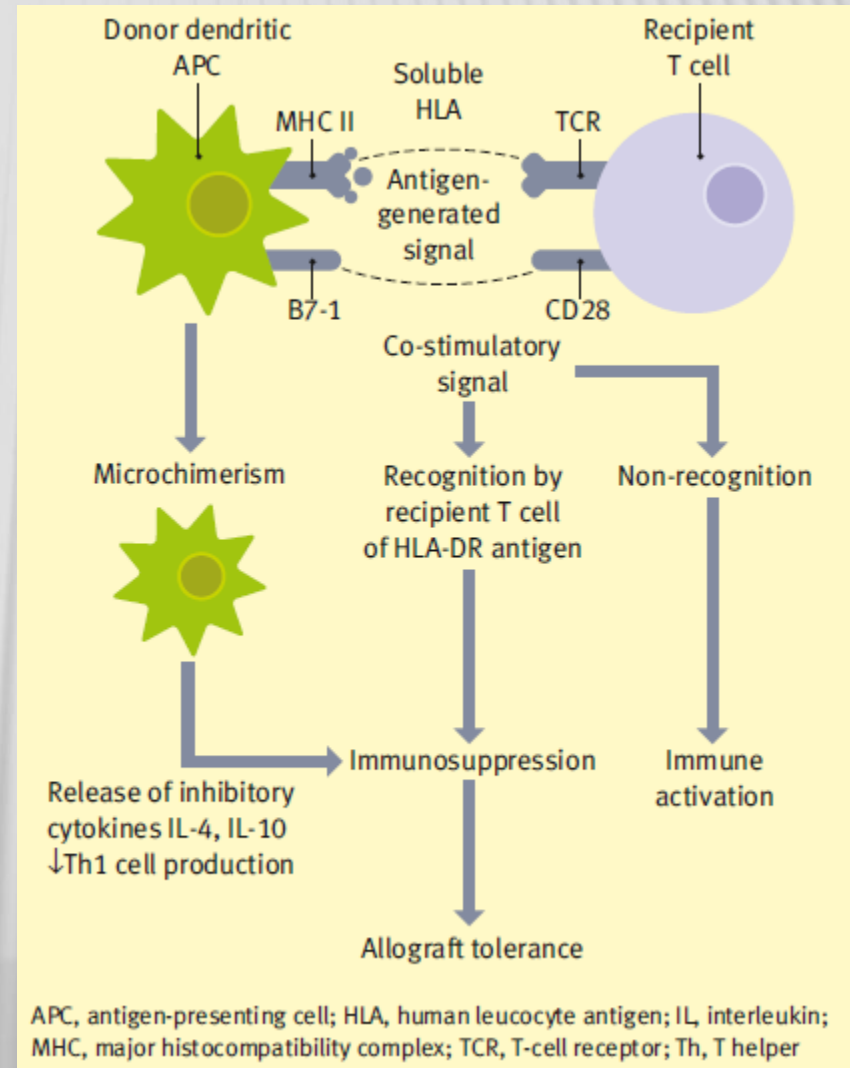 Donor dendritic
APC
Recipient
T cell
Soluble
HLA
MHC II
TCR
Antigen-
generated
signal
B7-1
CD28
Co-stimulatory
signal
Microchimerism
Recognition by
recipient T cell
of HLA-DR antigen
Non-recognition
Immunosuppression
Immune
activation
Release of inhibitory
cytokines IL-4, IL-10
↓Th1 cell production
Allograft tolerance
APC, antigen-presenting cell; HLA, human leucocyte antigen; IL, interleukin;
MHC, major histocompatibility complex; TCR, T-cell receptor; Th, T helper